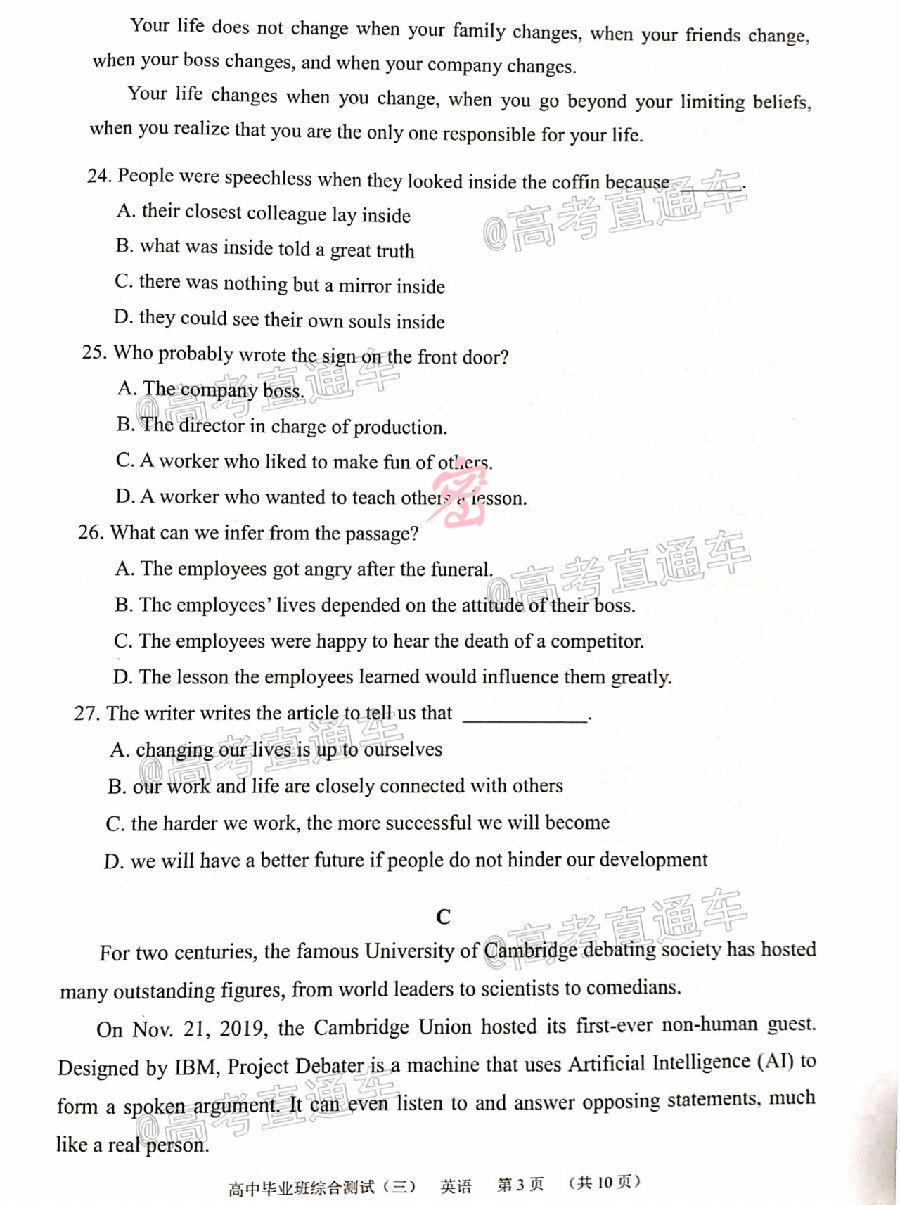 Your life does not change when your family changes, when your friends change,
when your boss changes, and when your company changes.
Your life changes when you change, when you go beyond your limiting beliefs,
when you realize that you are the only one responsible for your life.
24. People were speechless when they looked inside the coffin because ______.
A. their closest colleague lay inside
B. what was inside told a great truth
C. there was nothing but a mirror inside
D. they could see their own souls inside
@高考直通车
25. Who probably wrote the sign on the front door?
A. The company boss.
@高考直通车
B. The director in charge of production.
C. A worker who liked to make fun of others.
D. A worker who wanted to teach others a lesson.
密
26. What can we infer from the passage?
A. The employees got angry after the funeral.
@高考直通车
B. The employees' lives depended on the attitude of their boss.
C. The employees were happy to hear the death of a competitor.
D. The lesson the employees learned would influence them greatly.
27. The writer writes the article to tell us that ____________.
A. changing our lives is up to ourselves
@高考直通车
B. our work and life are closely connected with others
C. the harder we work, the more successful we will become
D. we will have a better future if people do not hinder our development
C
@高考直通车
For two centuries, the famous University of Cambridge debating society has hosted
many outstanding figures, from world leaders to scientists to comedians.
On Nov. 21, 2019, the Cambridge Union hosted its first-ever non-human guest.
Designed by IBM, Project Debater is a machine that uses Artificial Intelligence (AI) to
form a spoken argument. It can even listen to and answer opposing statements, much
@高考直通车
like a real person.
高中毕业班综合测试（三） 英语 第 3 页 （共 10 页）